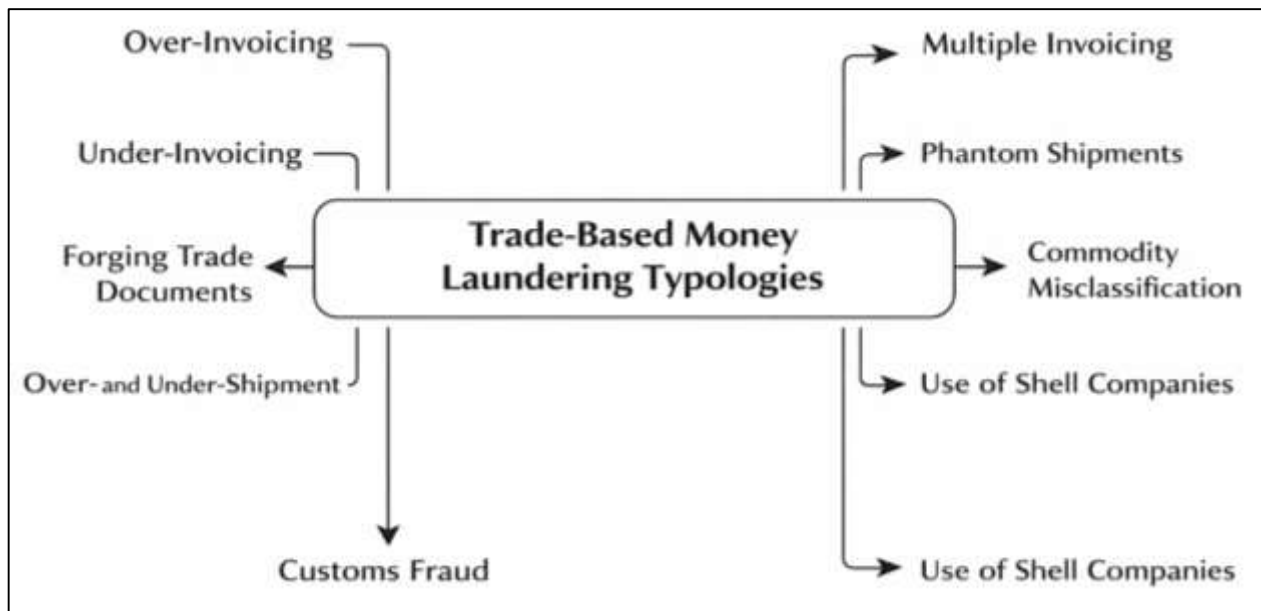 Over-Invoicing
Multiple Invoicing
Under-Invoicing
Phantom Shipments
Trade-Based Money
Laundering Typologies
Forging Trade
Documents
Commodity
Misclassification
Over- and Under-Shipment
Use of Shell Companies
Customs Fraud
Use of Shell Companies